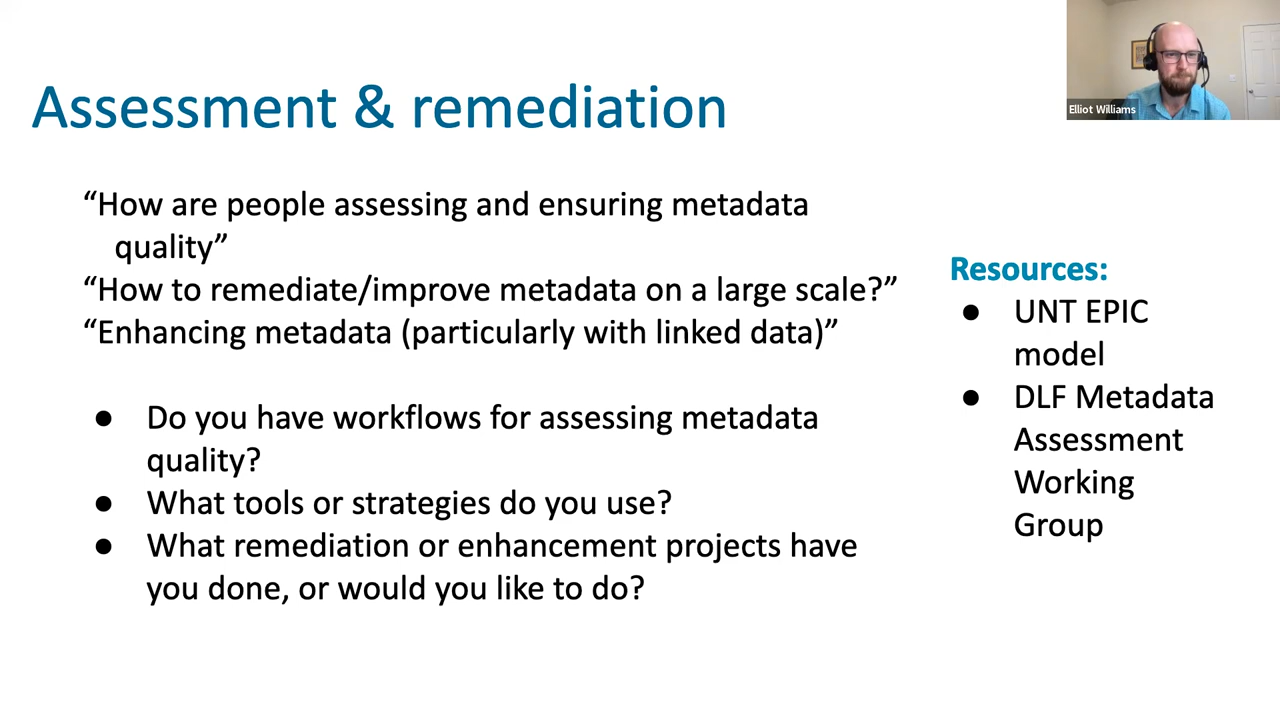 Assessment & remediation
“How are people assessing and ensuring metadata
quality”
“How to remediate/improve metadata on a large scale?”
“Enhancing metadata (particularly with linked data)”
● Do you have workflows for assessing metadata
quality?
● What tools or strategies do you use?
● What remediation or enhancement projects have
you done, or would you like to do?
Resources:
● UNT EPIC
model
● DLF Metadata
Assessment
Working
Group
Elliot Williams